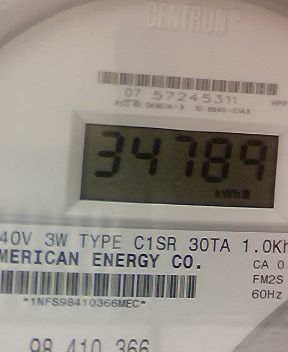 CENTRON®
07 57245311
34789
kWh
40V 3W TYPE C1SR 30TA 1.0Kh
MERICAN ENERGY CO.
CA 0
FM2S
60Hz
*1NFS98410366MEC*
98 410 366